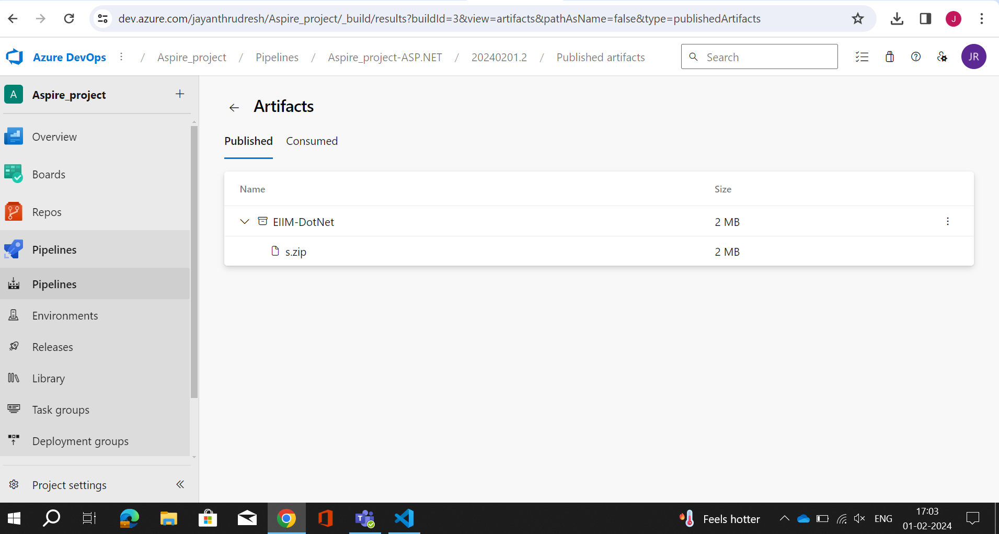 dev.azure.com/jayanthrudresh/Aspire_project/_build/results?buildId=3&view=artifacts&pathAsName=false&type=publishedArtifacts
J
Azure DevOps / Aspire_project / Pipelines / Aspire_project-ASP.NET / 20240201.2 / Published artifacts
Search
JR
A Aspire_project +
Overview
Boards
Repos
Pipelines
Pipelines
Environments
Releases
Library
Task groups
Deployment groups
Project settings
Artifacts
Published Consumed
Name Size
EIIM-DotNet 2 MB
s.zip 2 MB
Feels hotter
ENG
17:03
01-02-2024